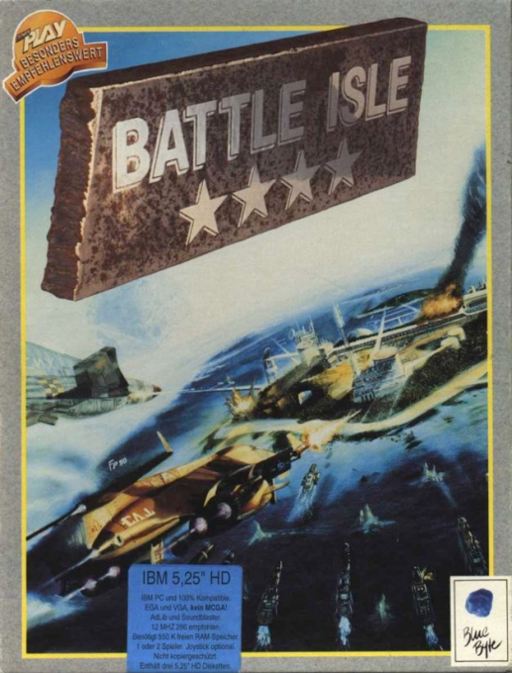 PLAY
BESONDERS
EMPFEHLENSWERT
BATTLE ISLE
IBM 5,25" HD
IBM PC und 100% Kompatible.
EGA und VGA, kein MCGA!
AdLib und Soundblaster.
12 MHZ 286 empfohlen.
Benötigt 550 K freien RAM-Speicher.
1 oder 2 Spieler. Joystick optional.
Nicht kopiergeschützt.
Enthält drei 5,25" HD Disketten.
Blue
Byte